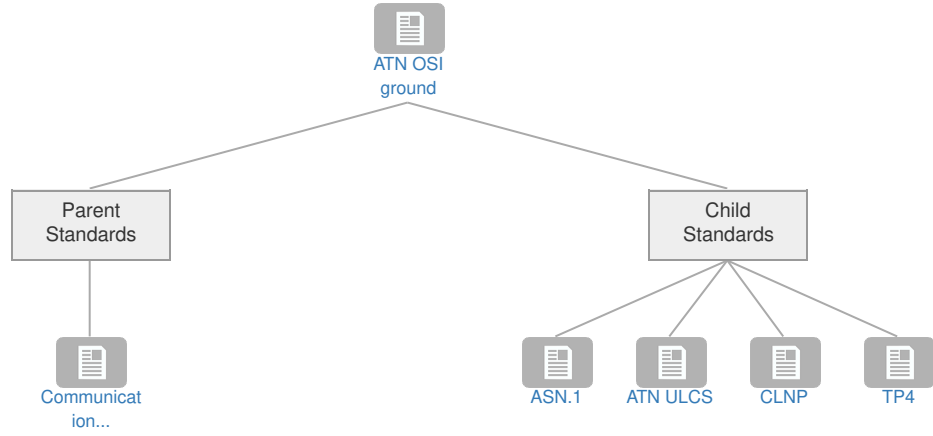 ATN OSI
ground
Parent
Standards
Child
Standards
Communicat
ion...
ASN.1
ATN ULCS
CLNP
TP4